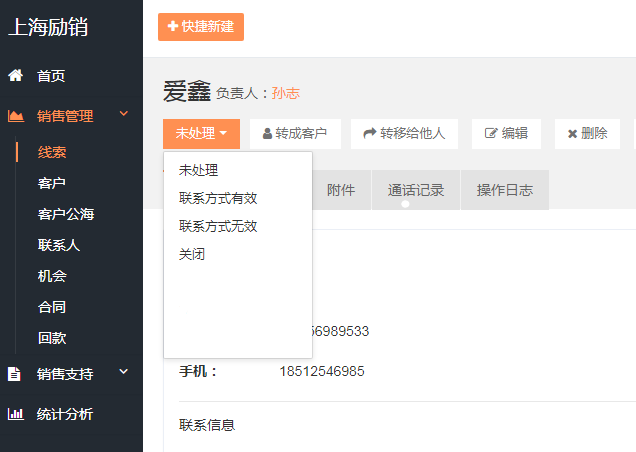 上海励销
快捷新建
首页
销售管理
线索
客户
客户公海
联系人
机会
合同
回款
销售支持
统计分析
爱鑫 负责人：孙志
未处理 转成客户 转移给他人 编辑 删除
未处理
联系方式有效
联系方式无效
关闭
附件 通话记录 操作日志
56989533
手机： 18512546985
联系信息